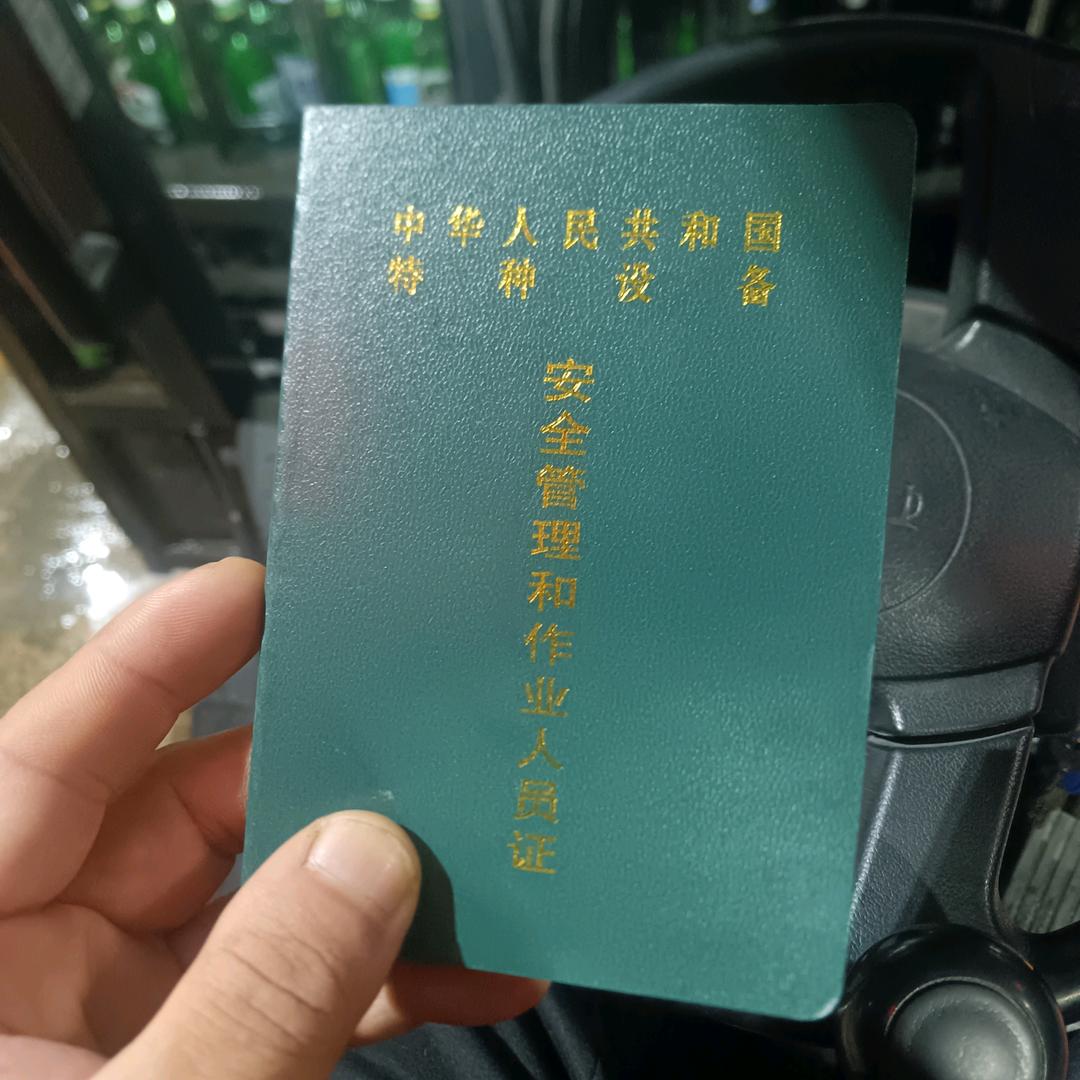 中华人民共和国
特种设备
安全管理和作业人员证